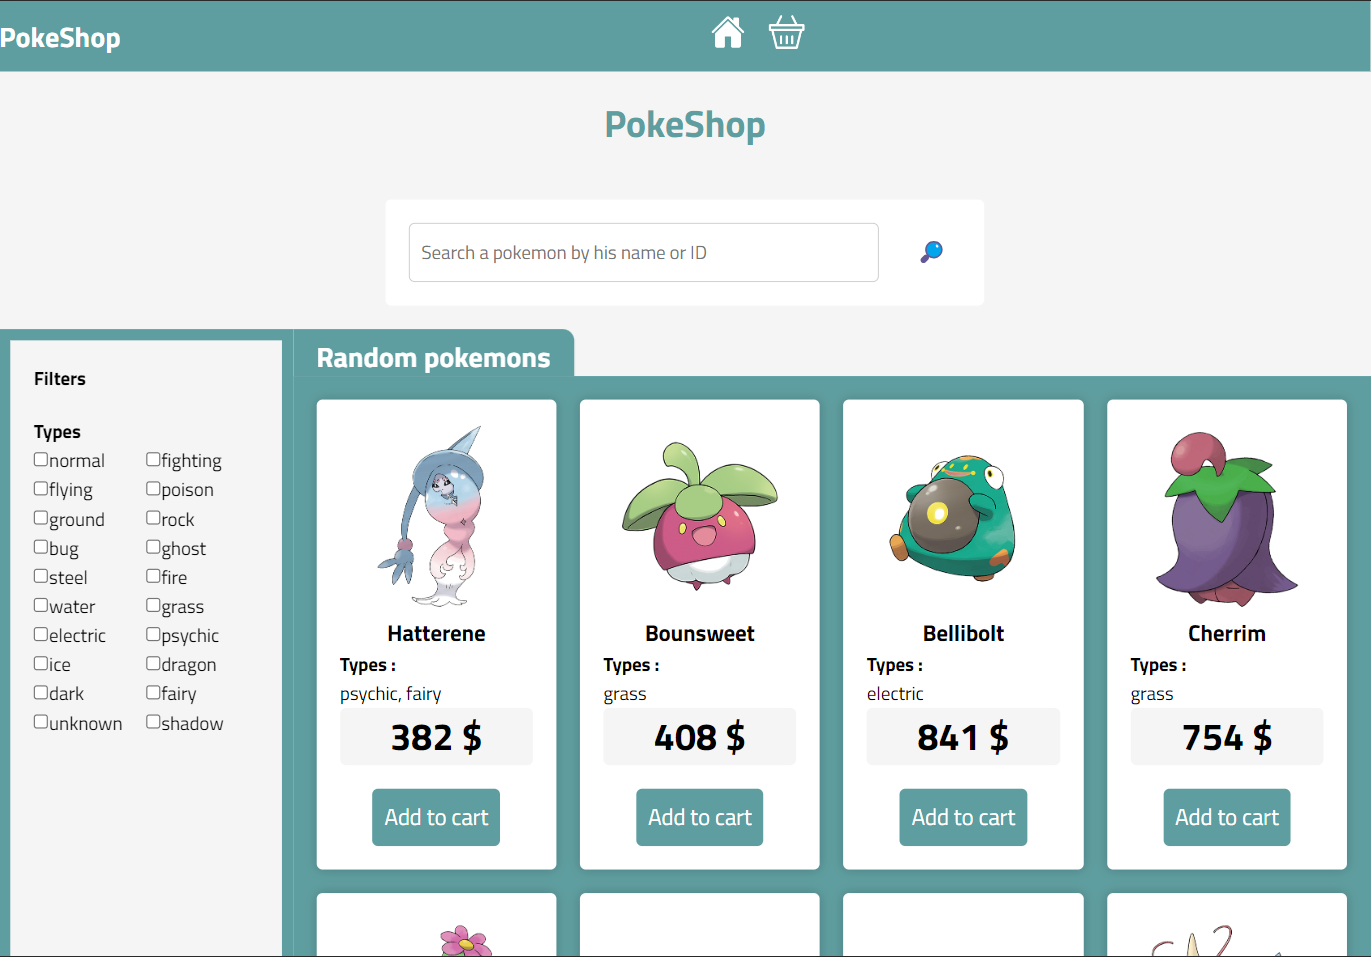 PokeShop
PokeShop
Search a pokemon by his name or ID
Random pokemons
Filters
Types
normal
fighting
flying
poison
ground
rock
bug
ghost
steel
fire
water
grass
electric
psychic
ice
dragon
dark
fairy
unknown
shadow
Hatterene
Types :
psychic, fairy
382 $
Add to cart
Bounsweet
Types :
grass
408 $
Add to cart
Bellibolt
Types :
electric
841 $
Add to cart
Cherrim
Types :
grass
754 $
Add to cart